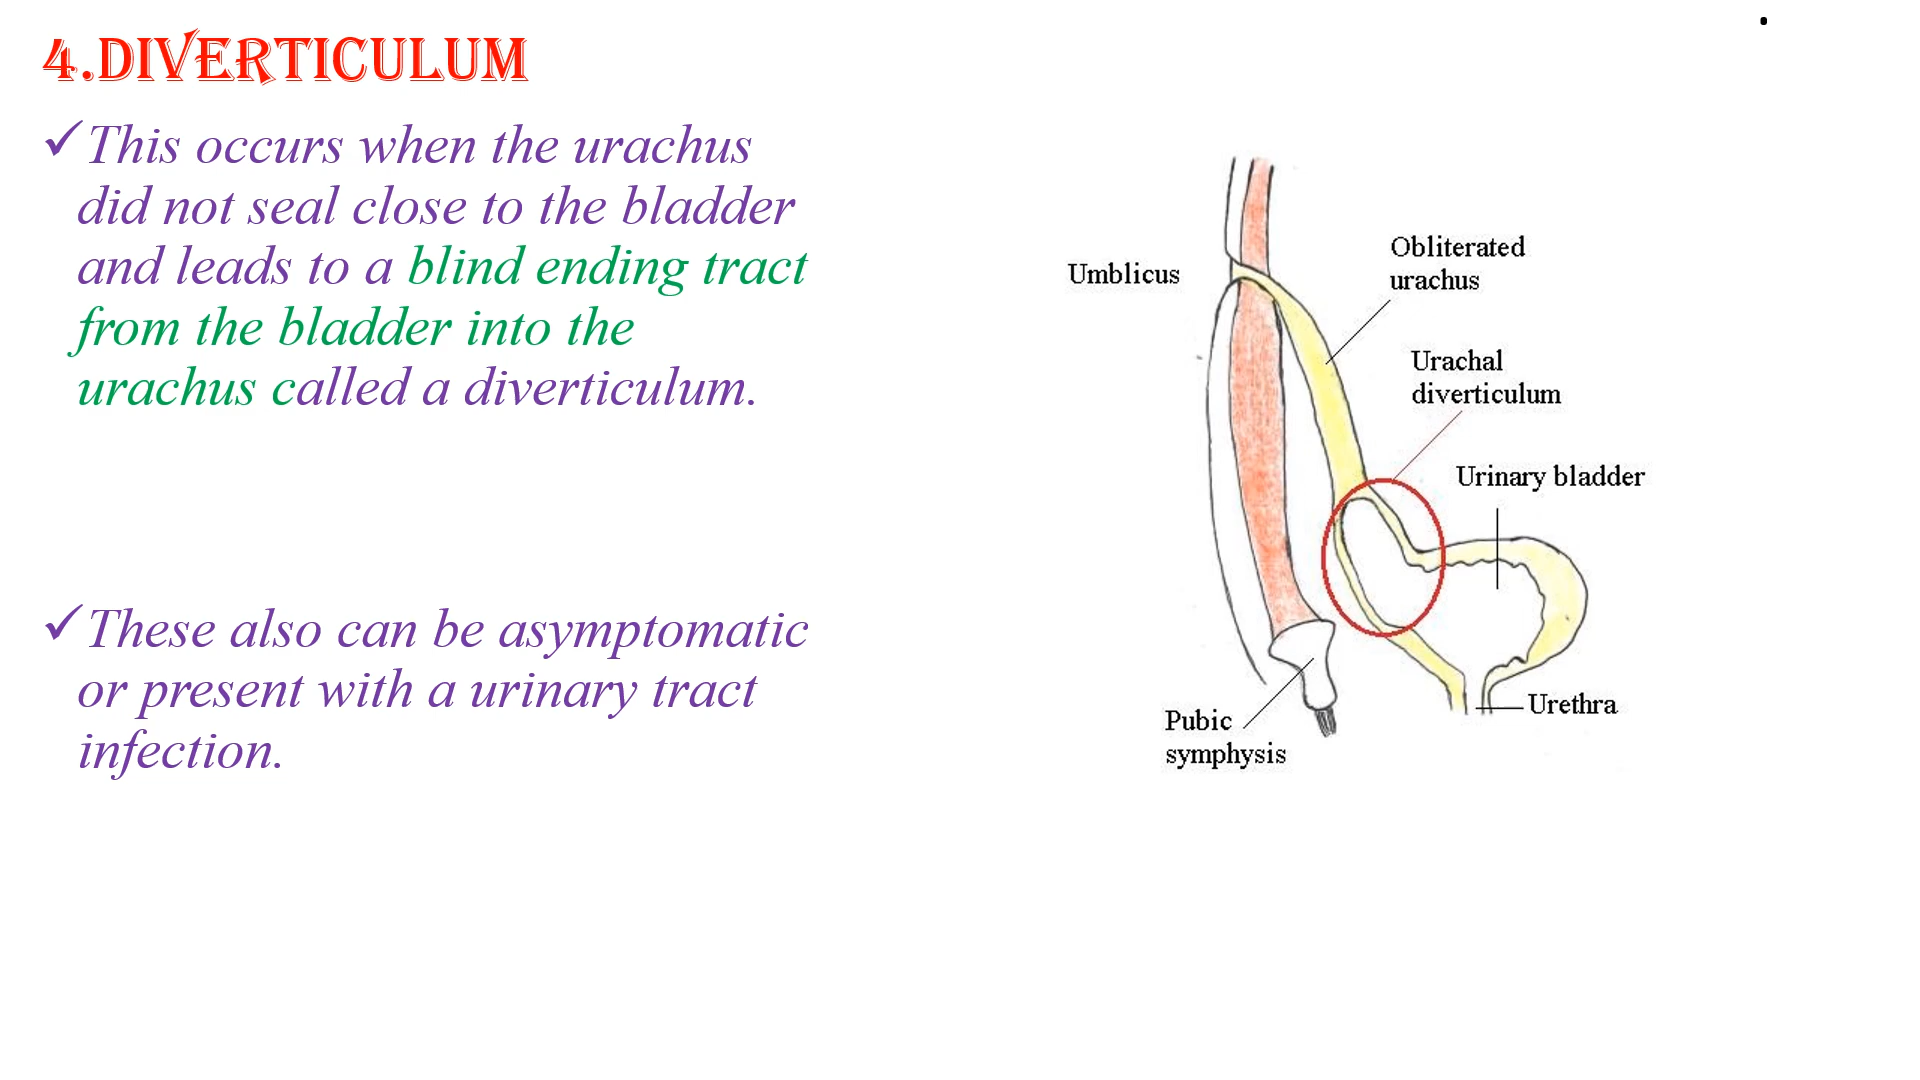 4.DIVERTICULUM
✓This occurs when the urachus
did not seal close to the bladder
and leads to a blind ending tract
from the bladder into the
urachus called a diverticulum.
✓These also can be asymptomatic
or present with a urinary tract
infection.
Umblicus
Obliterated
urachus
Urachal
diverticulum
Urinary bladder
Urethra
Pubic
symphysis